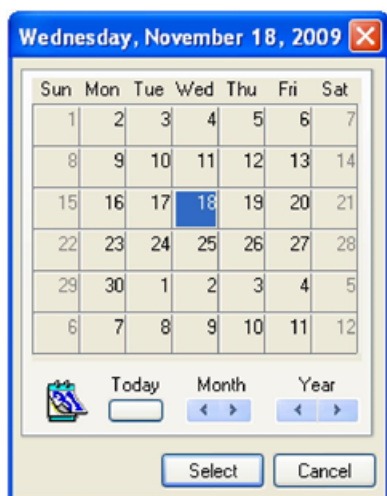 Wednesday, November 18, 2009
Sun Mon Tue Wed Thu Fri Sat
1 2 3 4 5 6 7
8 9 10 11 12 13 14
15 16 17 18 19 20 21
22 23 24 25 26 27 28
29 30 1 2 3 4 5
6 7 8 9 10 11 12
Today Month Year
Select Cancel